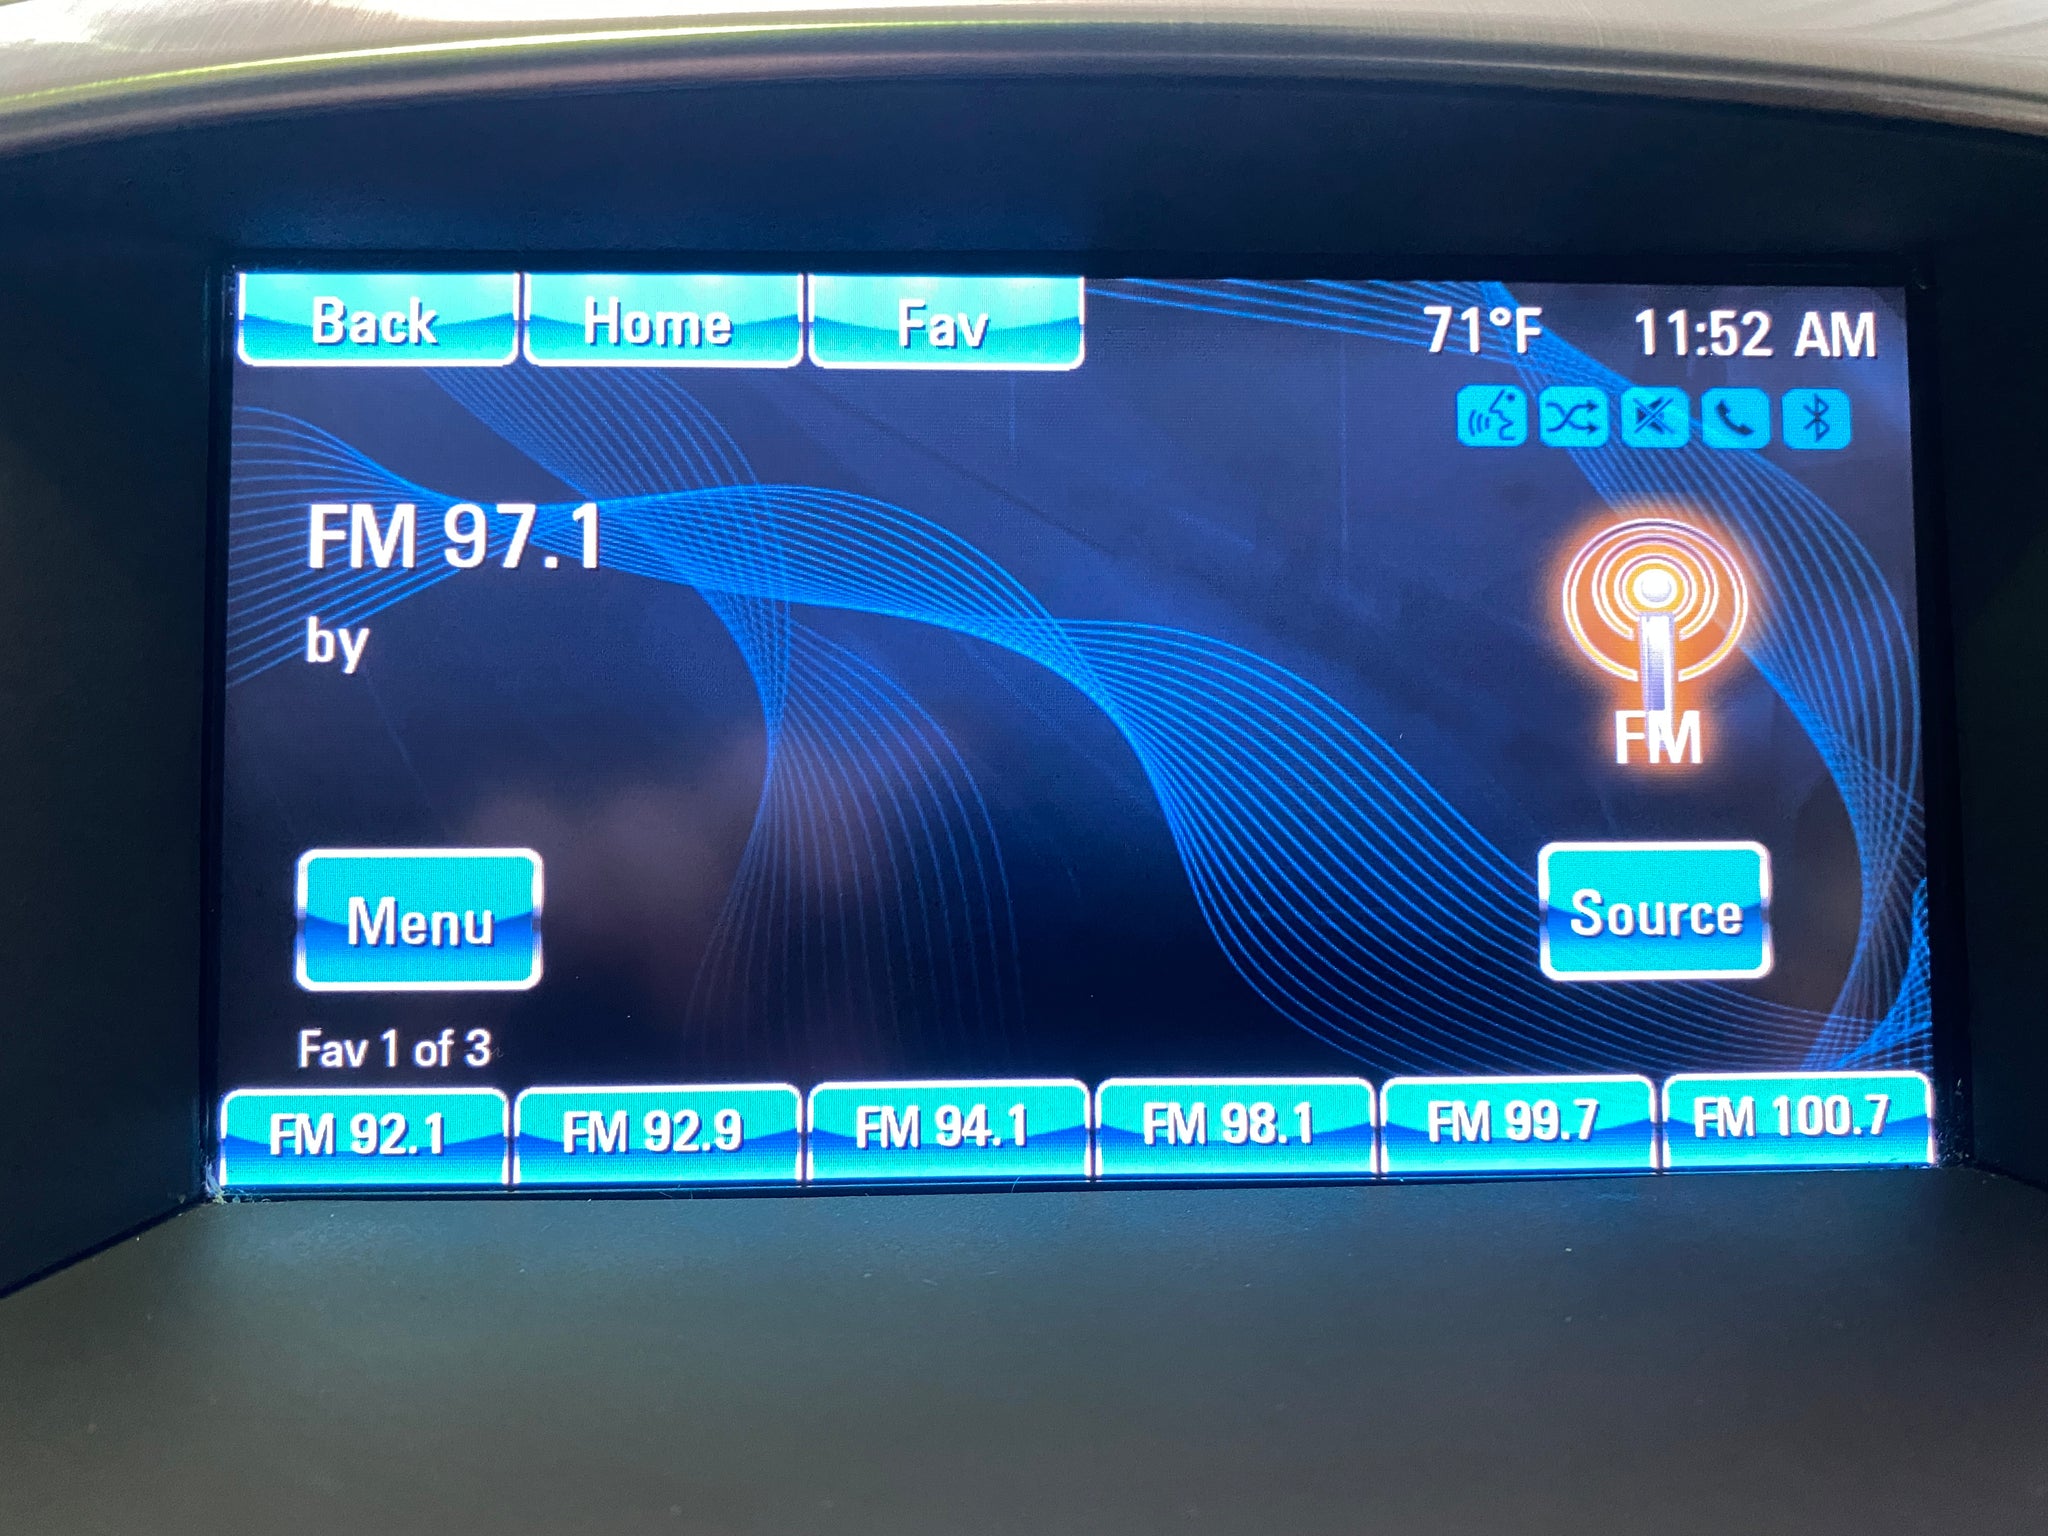 Back Home Fav 71°F 11:52 AM
FM 97.1
by
FM
Menu Source
Fav 1 of 3
FM 92.1 FM 92.9 FM 94.1 FM 98.1 FM 99.7 FM 100.7